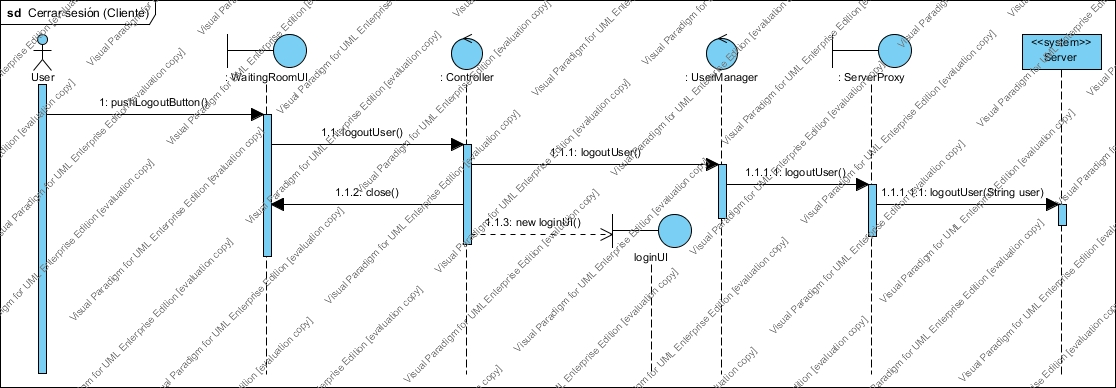 sd Cerrar sesión (Cliente)
User
: WaitingRoomUI
: Controller
: UserManager
: ServerProxy
<<system>>
Server
1: pushLogoutButton()
1.1: logoutUser()
1.1.1: logoutUser()
1.1.1.1: logoutUser()
1.1.1.1.1: logoutUser(String user)
1.1.2: close()
1.1.3: new loginUi()
loginUI
Visual Paradigm for UML Enterprise Edition [evaluation copy]